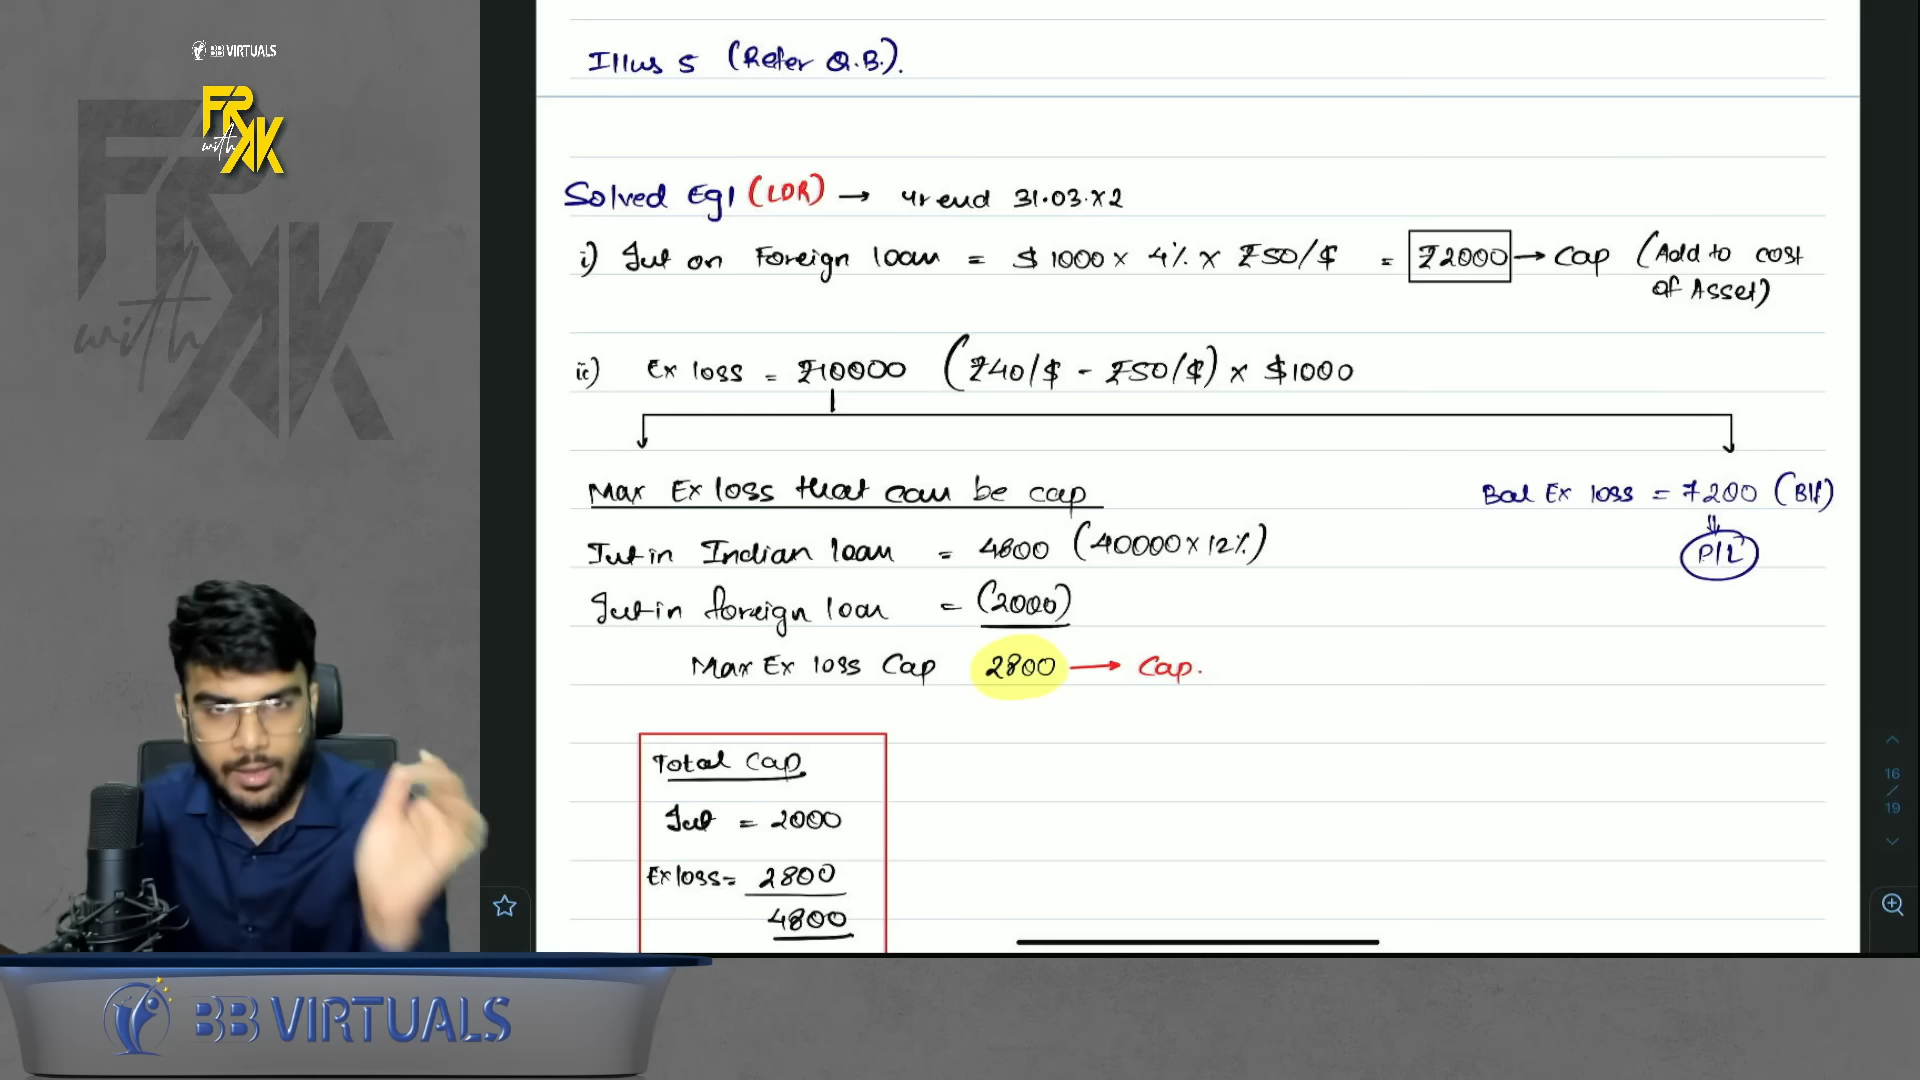 BB VIRTUALS
FR
with
AK
Illus 5 (Refer Q.B.).
Solved Eg1 (LDR) → yr end 31.03.X2
i) Int on Foreign loan = $ 1000 × 4% × ₹50/$ = ₹2000 → Cap (Add to cost of Asset)
ii) Ex loss = ₹10000 (₹40/$ - ₹50/$) × $1000
Max Ex loss that can be cap
Int in Indian loan = 4800 (40000 × 12%)
Int in foreign loan = (2000)
Max Ex loss Cap 2800 → Cap.
Bal Ex loss = 7200 (B/f)
P/L
Total Cap
Int = 2000
Ex loss = 2800
4800
16
/
19
BB VIRTUALS